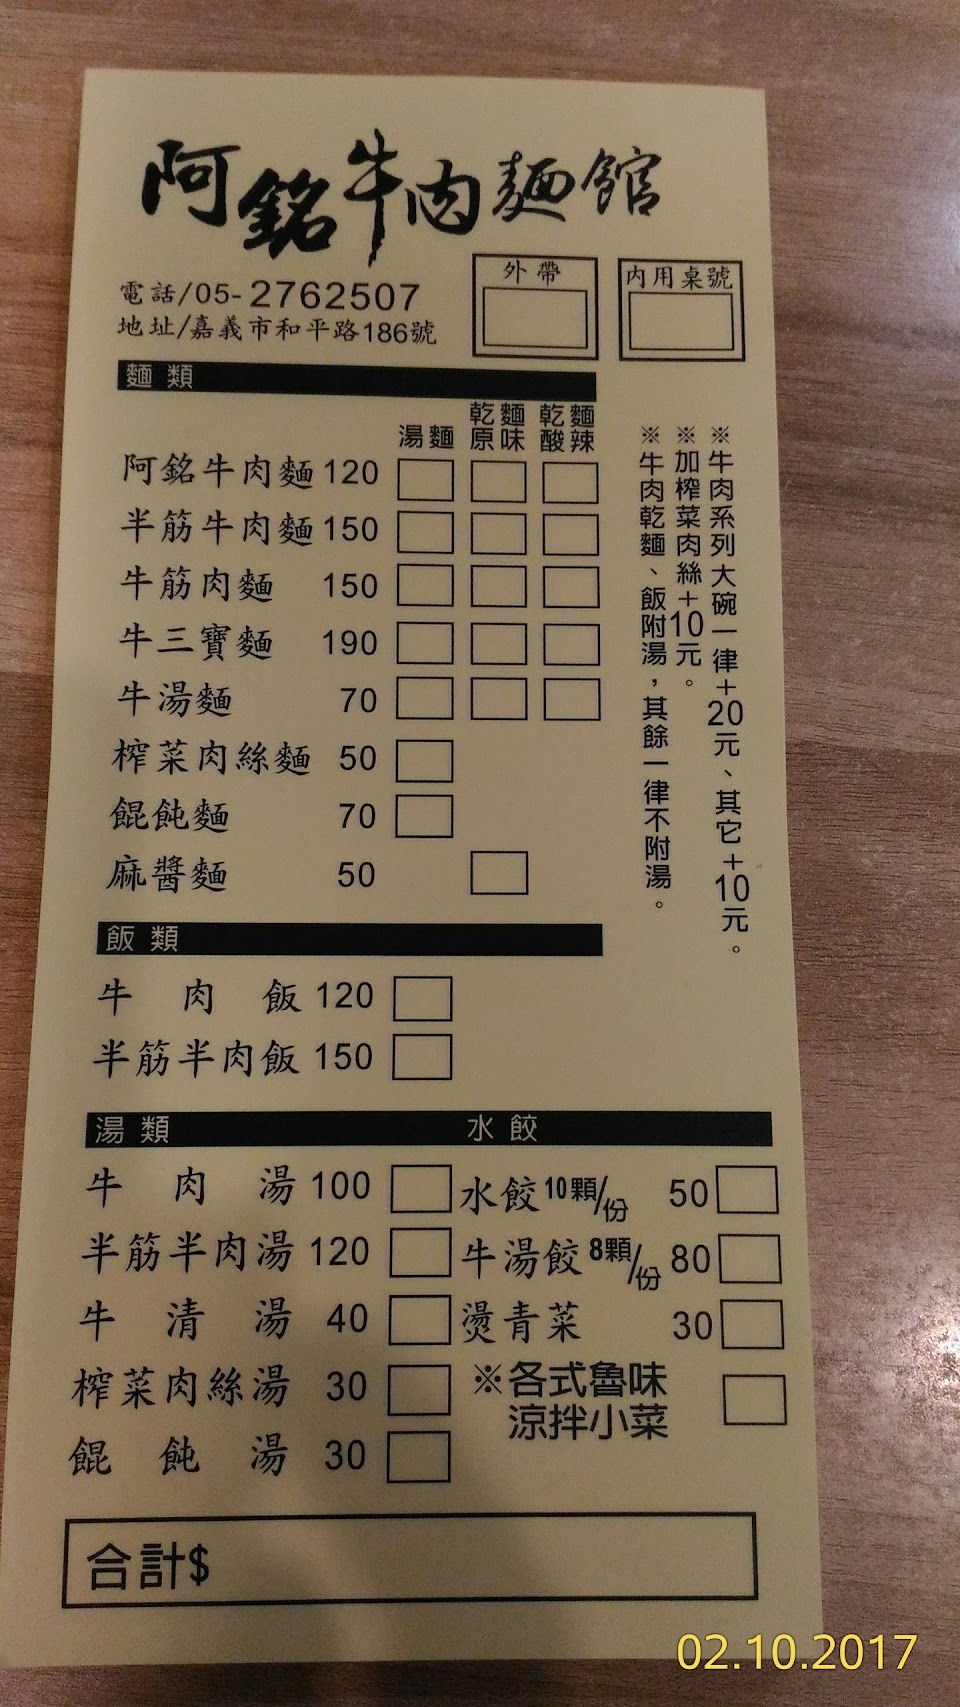 阿銘牛肉麵館
電話/05-2762507
地址/嘉義市和平路186號
外帶
內用桌號
麵類
湯麵 乾麵原味 乾麵酸辣
阿銘牛肉麵 120
半筋牛肉麵 150
牛筋肉麵 150
牛三寶麵 190
牛湯麵 70
榨菜肉絲麵 50
餛飩麵 70
麻醬麵 50
※牛肉系列大碗一律+20元、其它+10元。
※加榨菜肉絲+10元。
※牛肉乾麵、飯附湯,其餘一律不附湯。
飯類
牛肉飯 120
半筋半肉飯 150
湯類 水餃
牛肉湯 100
半筋半肉湯 120
牛清湯 40
榨菜肉絲湯 30
餛飩湯 30
水餃10顆/份 50
牛湯餃8顆/份 80
燙青菜 30
※各式魯味
涼拌小菜
合計$
02.10.2017